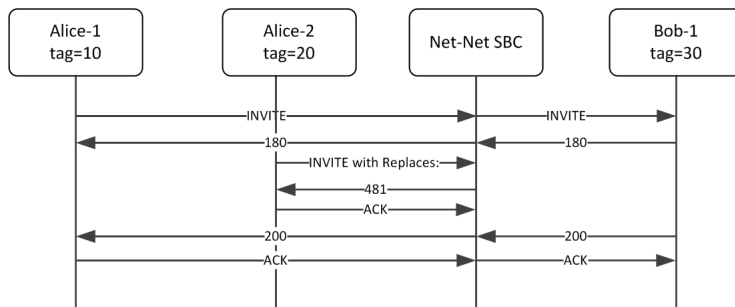 Alice-1
tag=10
Alice-2
tag=20
Net-Net SBC
Bob-1
tag=30
INVITE
INVITE
180
180
INVITE with Replaces:
481
ACK
200
200
ACK
ACK